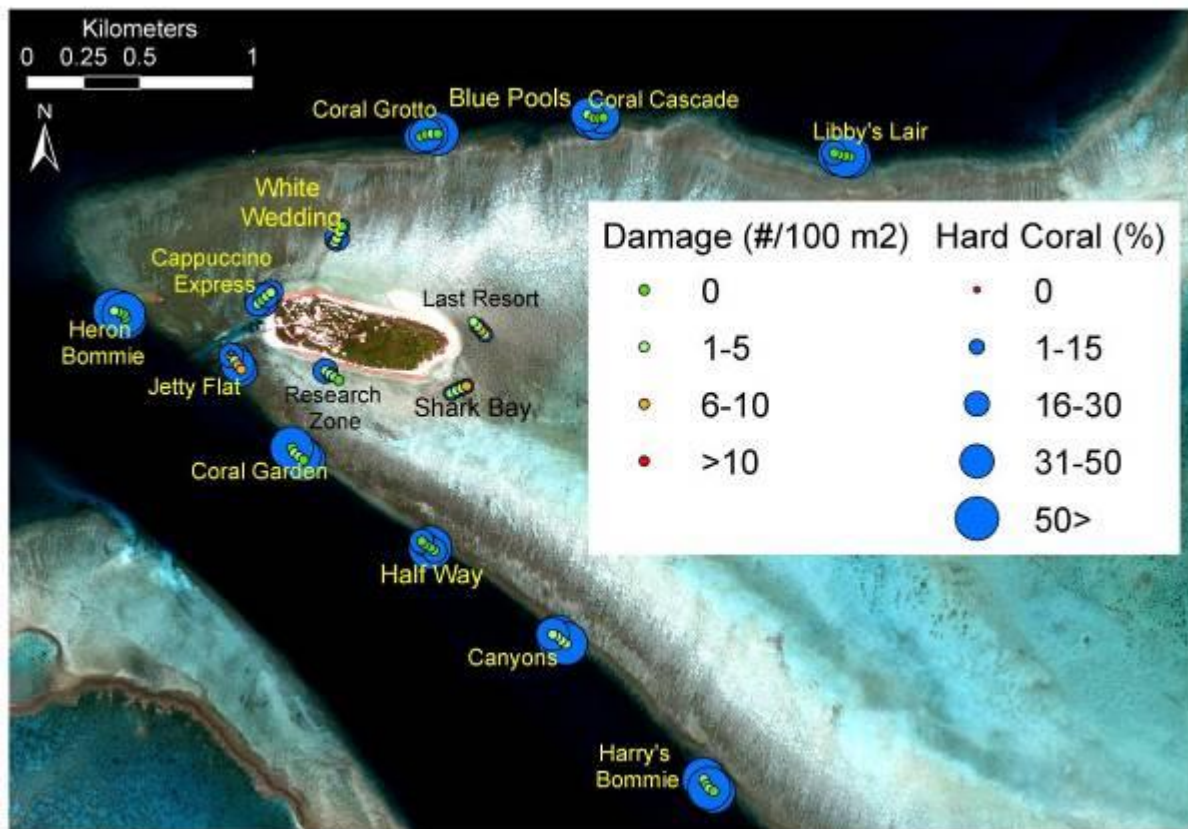 Kilometers
0 0.25 0.5 1
N
Coral Grotto
Blue Pools
Coral Cascade
Libby's Lair
White
Wedding
Cappuccino
Express
Last Resort
Heron
Bommie
Jetty Flat
Research
Zone
Shark Bay
Coral Garden
Half Way
Canyons
Harry's
Bommie
Damage (#/100 m2) Hard Coral (%)
0 0
1-5 1-15
6-10 16-30
>10 31-50
50>